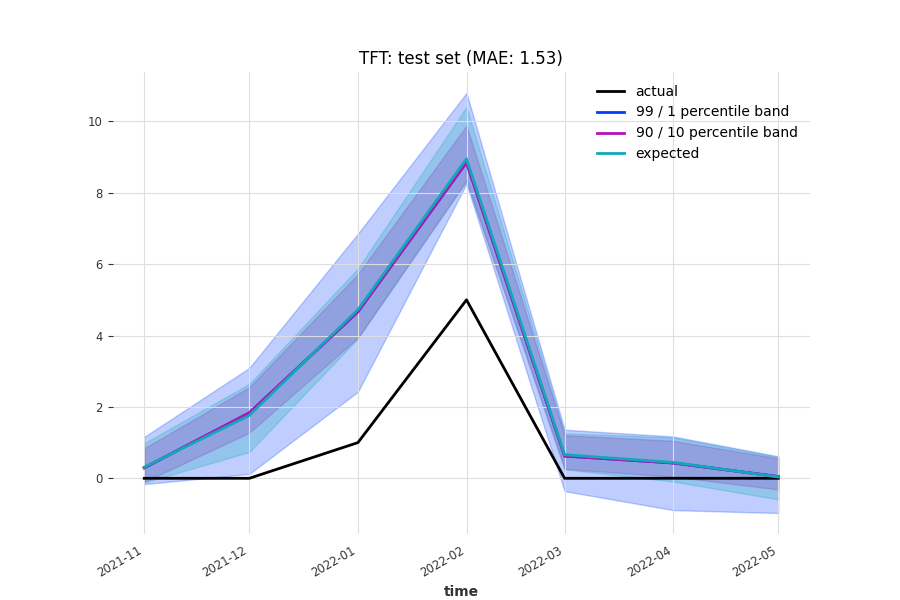 TFT: test set (MAE: 1.53)
actual
99 / 1 percentile band
90 / 10 percentile band
expected
10
8
6
4
2
0
2021-11
2021-12
2022-01
2022-02
2022-03
2022-04
2022-05
time